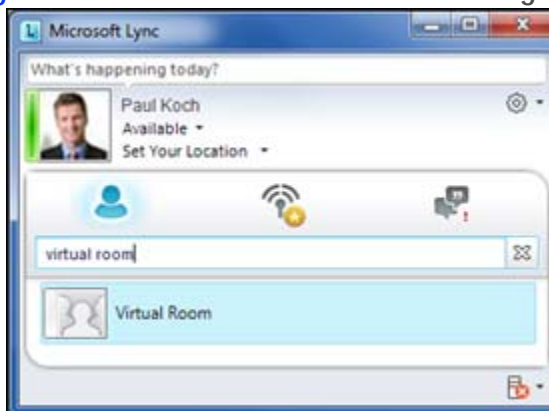 Microsoft Lync
What's happening today?
Paul Koch
Available
Set Your Location
virtual room
Virtual Room